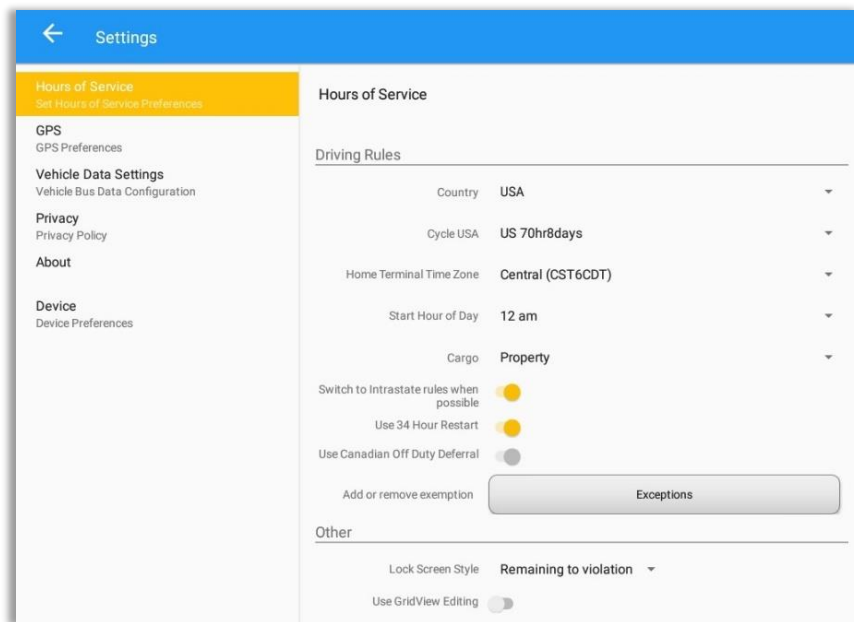 Settings
Hours of Service
Set Hours of Service Preferences
GPS
GPS Preferences
Vehicle Data Settings
Vehicle Bus Data Configuration
Privacy
Privacy Policy
About
Device
Device Preferences
Hours of Service
Driving Rules
Country USA
Cycle USA US 70hr8days
Home Terminal Time Zone Central (CST6CDT)
Start Hour of Day 12 am
Cargo Property
Switch to Intrastate rules when
possible
Use 34 Hour Restart
Use Canadian Off Duty Deferral
Add or remove exemption Exceptions
Other
Lock Screen Style Remaining to violation
Use GridView Editing